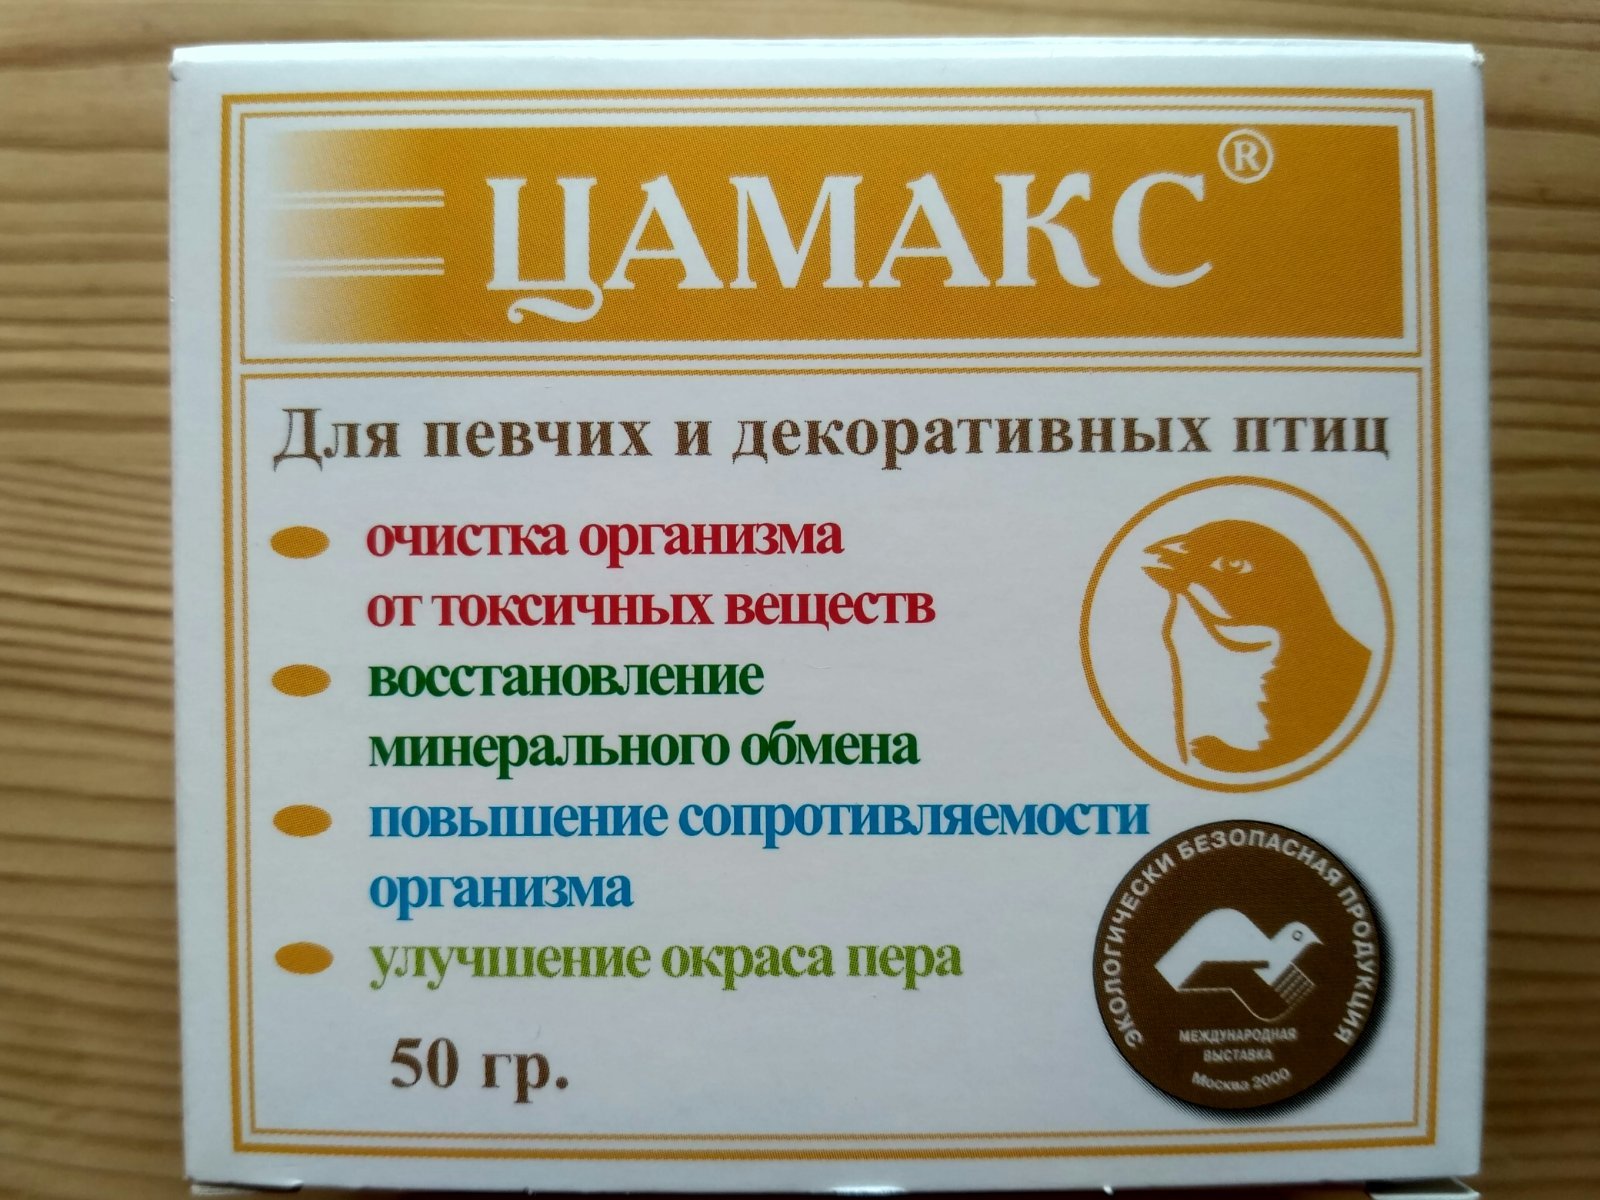 ЦАМАКС®
Для певчих и декоративных птиц
очистка организма
от токсичных веществ
восстановление
минерального обмена
повышение сопротивляемости
организма
улучшение окраса пера
50 гр.
ЭКОЛОГИЧЕСКИ БЕЗОПАСНАЯ ПРОДУКЦИЯ
МЕЖДУНАРОДНАЯ
ВЫСТАВКА
Москва 2000